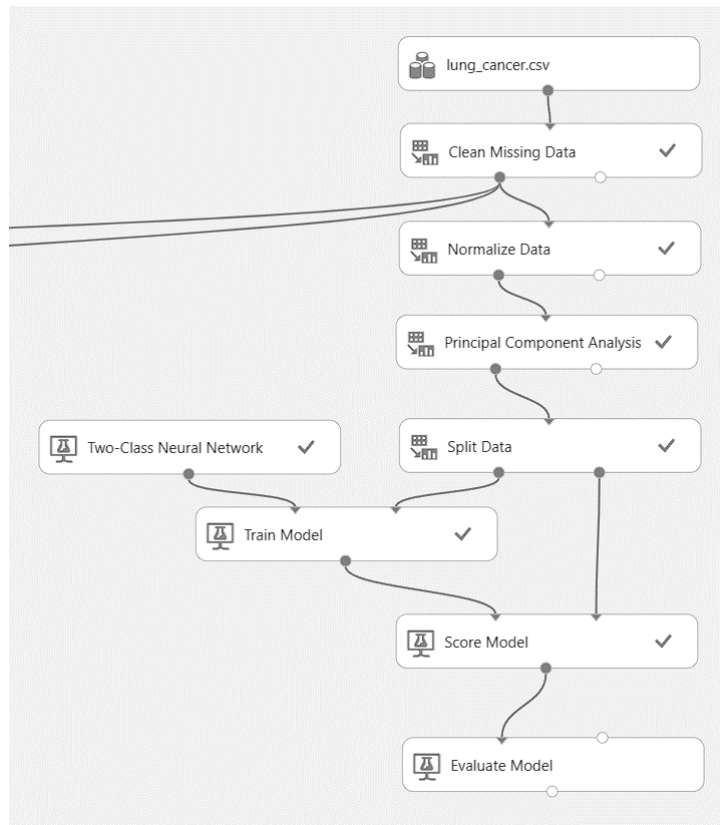 lung_cancer.csv
Clean Missing Data
Normalize Data
Principal Component Analysis
Two-Class Neural Network
Split Data
Train Model
Score Model
Evaluate Model